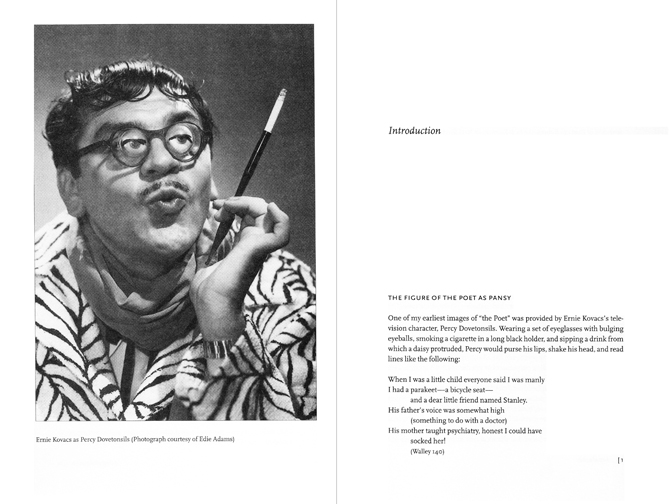 Ernie Kovacs as Percy Dovetonsils (Photograph courtesy of Edie Adams)
Introduction
THE FIGURE OF THE POET AS PANSY
One of my earliest images of “the Poet” was provided by Ernie Kovacs’s tele-
vision character, Percy Dovetonsils. Wearing a set of eyeglasses with bulging
eyeballs, smoking a cigarette in a long black holder, and sipping a drink from
which a daisy protruded, Percy would purse his lips, shake his head, and read
lines like the following:
When I was a little child everyone said I was manly
I had a parakeet—a bicycle seat—
and a dear little friend named Stanley.
His father’s voice was somewhat high
(something to do with a doctor)
His mother taught psychiatry, honest I could have
socked her!
(Walley 140)
[ 1